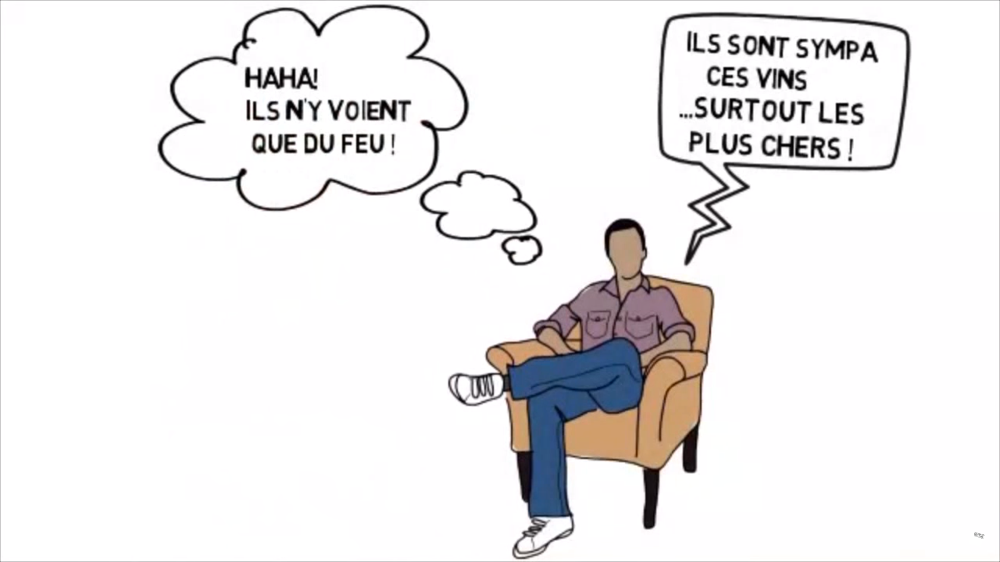 HAHA!
ILS N'Y VOIENT
QUE DU FEU !
ILS SONT SYMPA
CES VINS
...SURTOUT LES
PLUS CHERS !